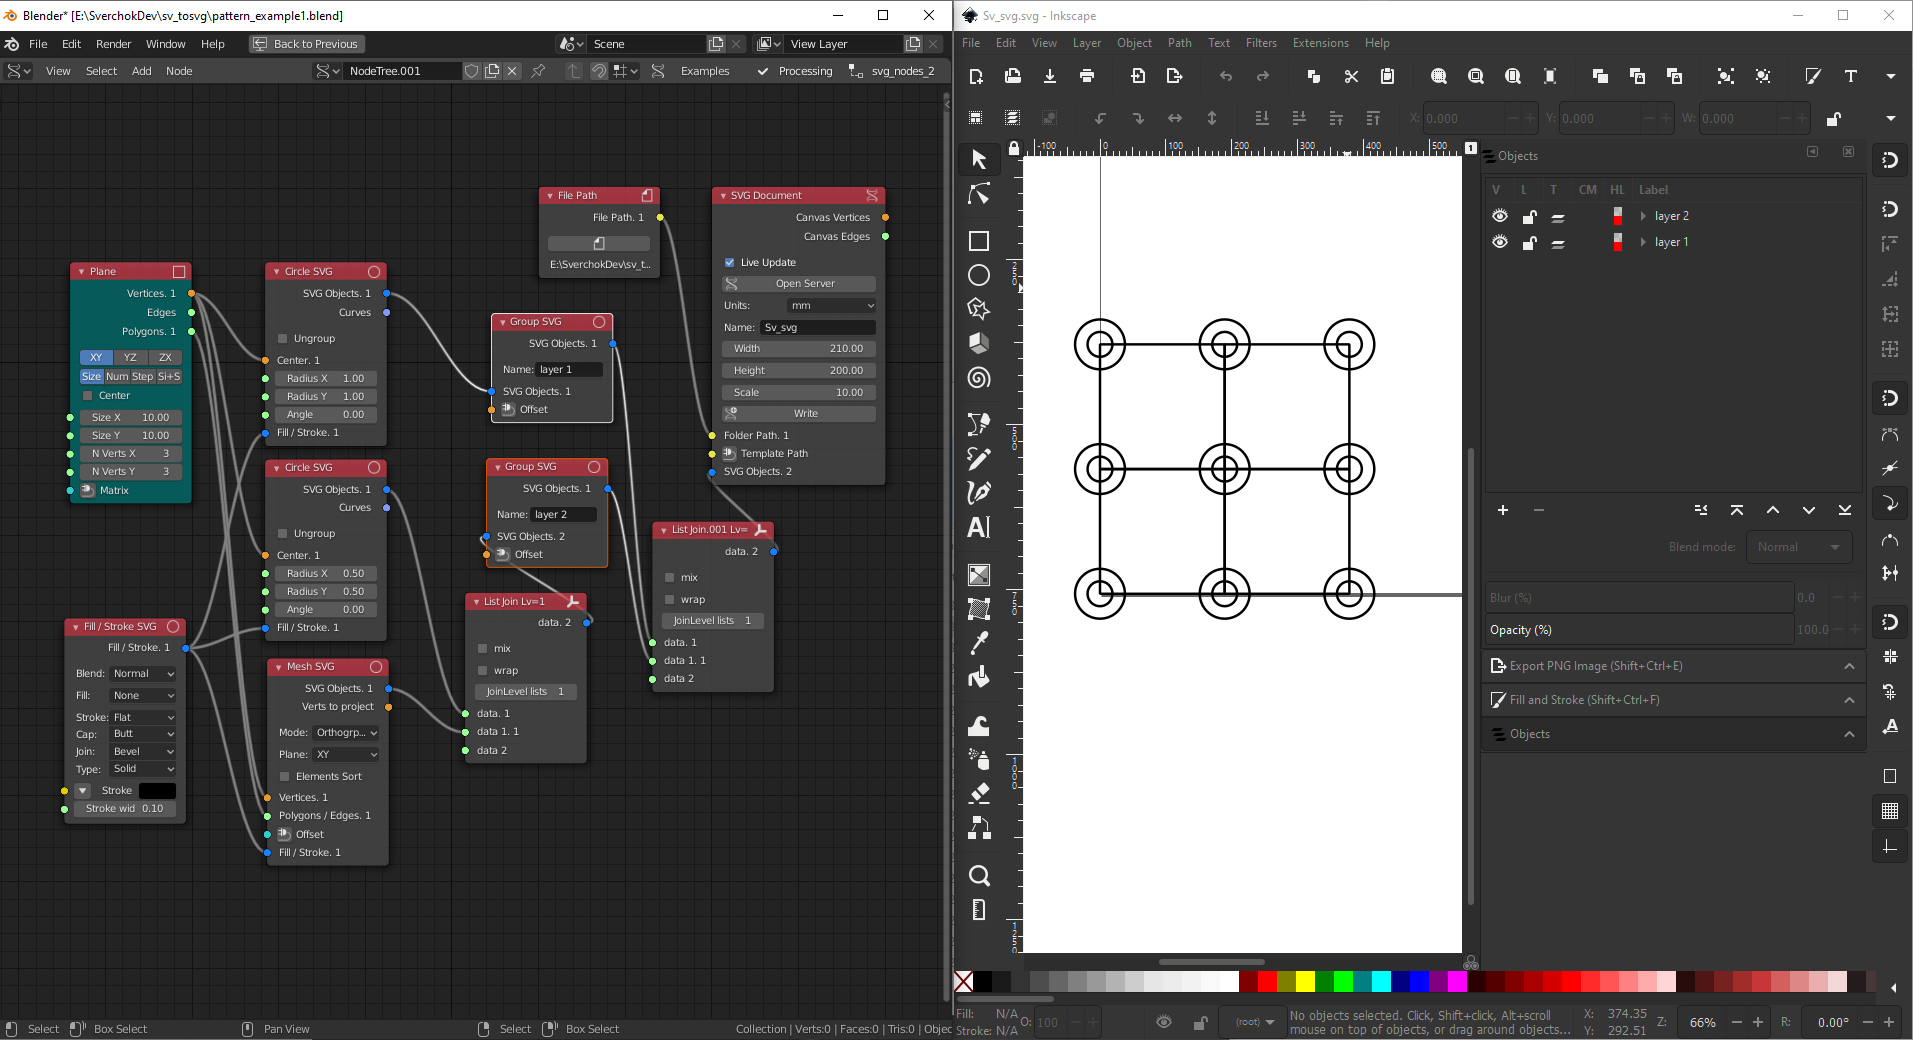 Blender* [E:\SverchokDev\sv_tosvg\pattern_example1.blend]
File Edit Render Window Help Back to Previous Scene View Layer
View Select Add Node NodeTree.001 Examples Processing svg_nodes_2
File Path
File Path. 1
E:\SverchokDev\sv_t...
SVG Document
Canvas Vertices
Canvas Edges
Live Update
Open Server
Units: mm
Name: Sv_svg
Width 210.00
Height 200.00
Scale 10.00
Write
Folder Path. 1
Template Path
SVG Objects. 2
Plane
Vertices. 1
Edges
Polygons. 1
XY YZ ZX
Size Num Step Si+S
Center
Size X 10.00
Size Y 10.00
N Verts X 3
N Verts Y 3
Matrix
Circle SVG
SVG Objects. 1
Curves
Ungroup
Center. 1
Radius X 1.00
Radius Y 1.00
Angle 0.00
Fill / Stroke. 1
Group SVG
SVG Objects. 1
Name: layer 1
SVG Objects. 1
Offset
Circle SVG
SVG Objects. 1
Curves
Ungroup
Center. 1
Radius X 0.50
Radius Y 0.50
Angle 0.00
Fill / Stroke. 1
Group SVG
SVG Objects. 1
Name: layer 2
SVG Objects. 2
Offset
List Join.001 Lv=
data. 2
mix
wrap
JoinLevel lists 1
data. 1
data 1. 1
data 2
List Join Lv=1
data. 2
mix
wrap
JoinLevel lists 1
data. 1
data 1. 1
data 2
Fill / Stroke SVG
Fill / Stroke. 1
Blend: Normal
Fill: None
Stroke: Flat
Cap: Butt
Join: Bevel
Type: Solid
Stroke
Stroke wid 0.10
Mesh SVG
SVG Objects. 1
Verts to project
Mode: Orthogrp...
Plane: XY
Elements Sort
Vertices. 1
Polygons / Edges. 1
Offset
Fill / Stroke. 1
Select Box Select Pan View Select Box Select Collection | Verts:0 | Faces:0 | Tris:0 | Objec
Sv_svg.svg - Inkscape
File Edit View Layer Object Path Text Filters Extensions Help
X: 0.000 Y: 0.000 W: 0.000
-100 0 100 200 300 400 500
250
500
750
1000
1250
1
Objects
V L T CM HL Label
layer 2
layer 1
Blend mode: Normal
Blur (%) 0.0
Opacity (%) 100.0
Export PNG Image (Shift+Ctrl+E)
Fill and Stroke (Shift+Ctrl+F)
Objects
Fill: N/A
Stroke: N/A
O: 100
(root)
No objects selected. Click, Shift+click, Alt+scroll
mouse on top of objects, or drag around objects...
X: 374.35
Y: 292.51
Z: 66%
R: 0.00°